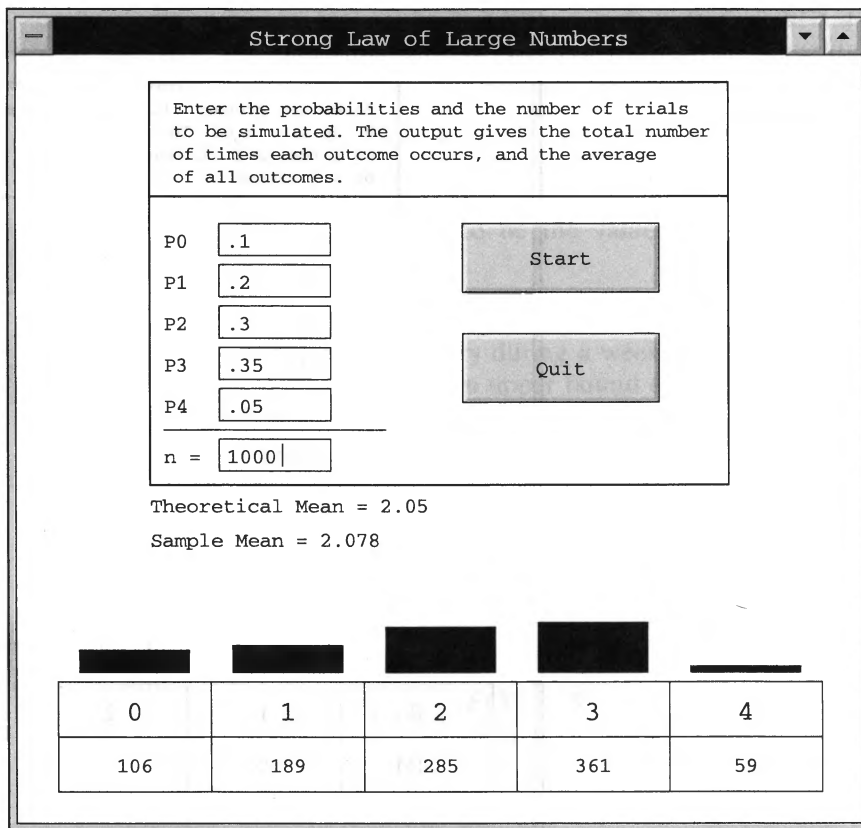 Strong Law of Large Numbers
Enter the probabilities and the number of trials
to be simulated. The output gives the total number
of times each outcome occurs, and the average
of all outcomes.
P0 .1
P1 .2
P2 .3
P3 .35
P4 .05
n = 1000
Start
Quit
Theoretical Mean = 2.05
Sample Mean = 2.078
0 1 2 3 4
106 189 285 361 59